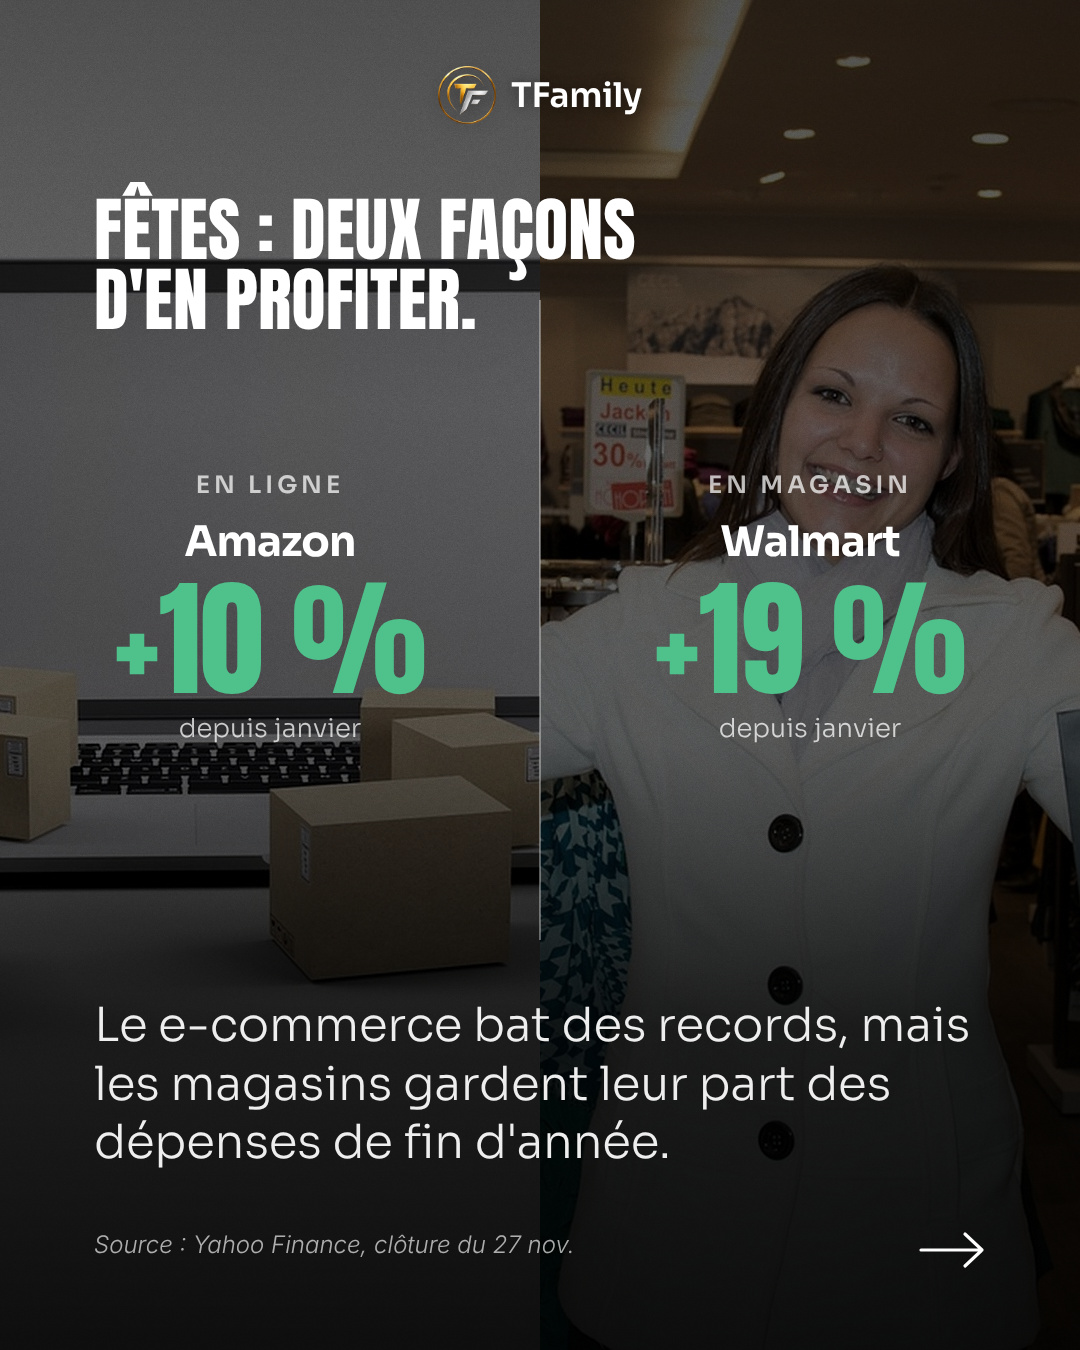 TFamily
FÊTES : DEUX FAÇONS
D'EN PROFITER.
Heute
30%
EN LIGNE
Amazon
+10 %
depuis janvier
EN MAGASIN
Walmart
+19 %
depuis janvier
Le e-commerce bat des records, mais
les magasins gardent leur part des
dépenses de fin d'année.
Source : Yahoo Finance, clôture du 27 nov.